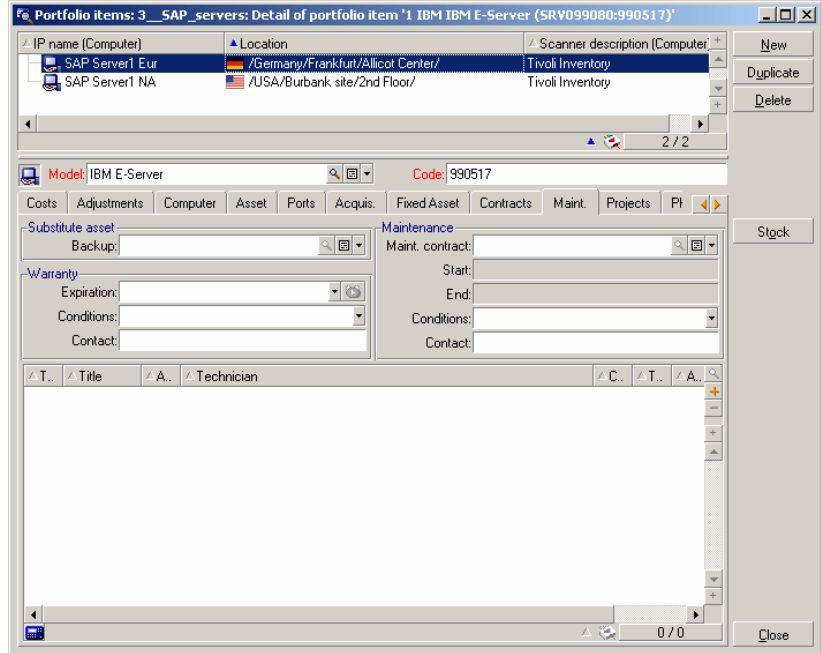 Portfolio items: 3__SAP_servers: Detail of portfolio item '1 IBM IBM E-Server (SRV099080:990517)'
IP name (Computer) Location Scanner description (Computer)
SAP Server1 Eur /Germany/Frankfurt/Allicot Center/ Tivoli Inventory
SAP Server1 NA /USA/Burbank site/2nd Floor/ Tivoli Inventory
2 / 2
New
Duplicate
Delete
Model: IBM E-Server Code: 990517
Costs Adjustments Computer Asset Ports Acquis. Fixed Asset Contracts Maint. Projects
Stock
Substitute asset
Backup:
Warranty
Expiration:
Conditions:
Contact:
Maintenance
Maint. contract:
Start:
End:
Conditions:
Contact:
T.. Title A.. Technician C.. T.. A..
0 / 0
Close